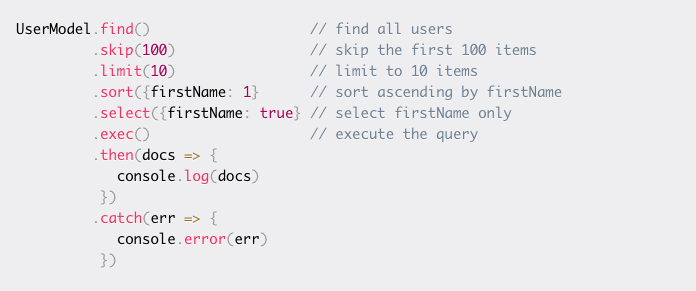 UserModel.find()                   // find all users
         .skip(100)                // skip the first 100 items
         .limit(10)                // limit to 10 items
         .sort({firstName: 1}      // sort ascending by firstName
         .select({firstName: true} // select firstName only
         .exec()                   // execute the query
         .then(docs => {
            console.log(docs)
          })
         .catch(err => {
            console.error(err)
          })